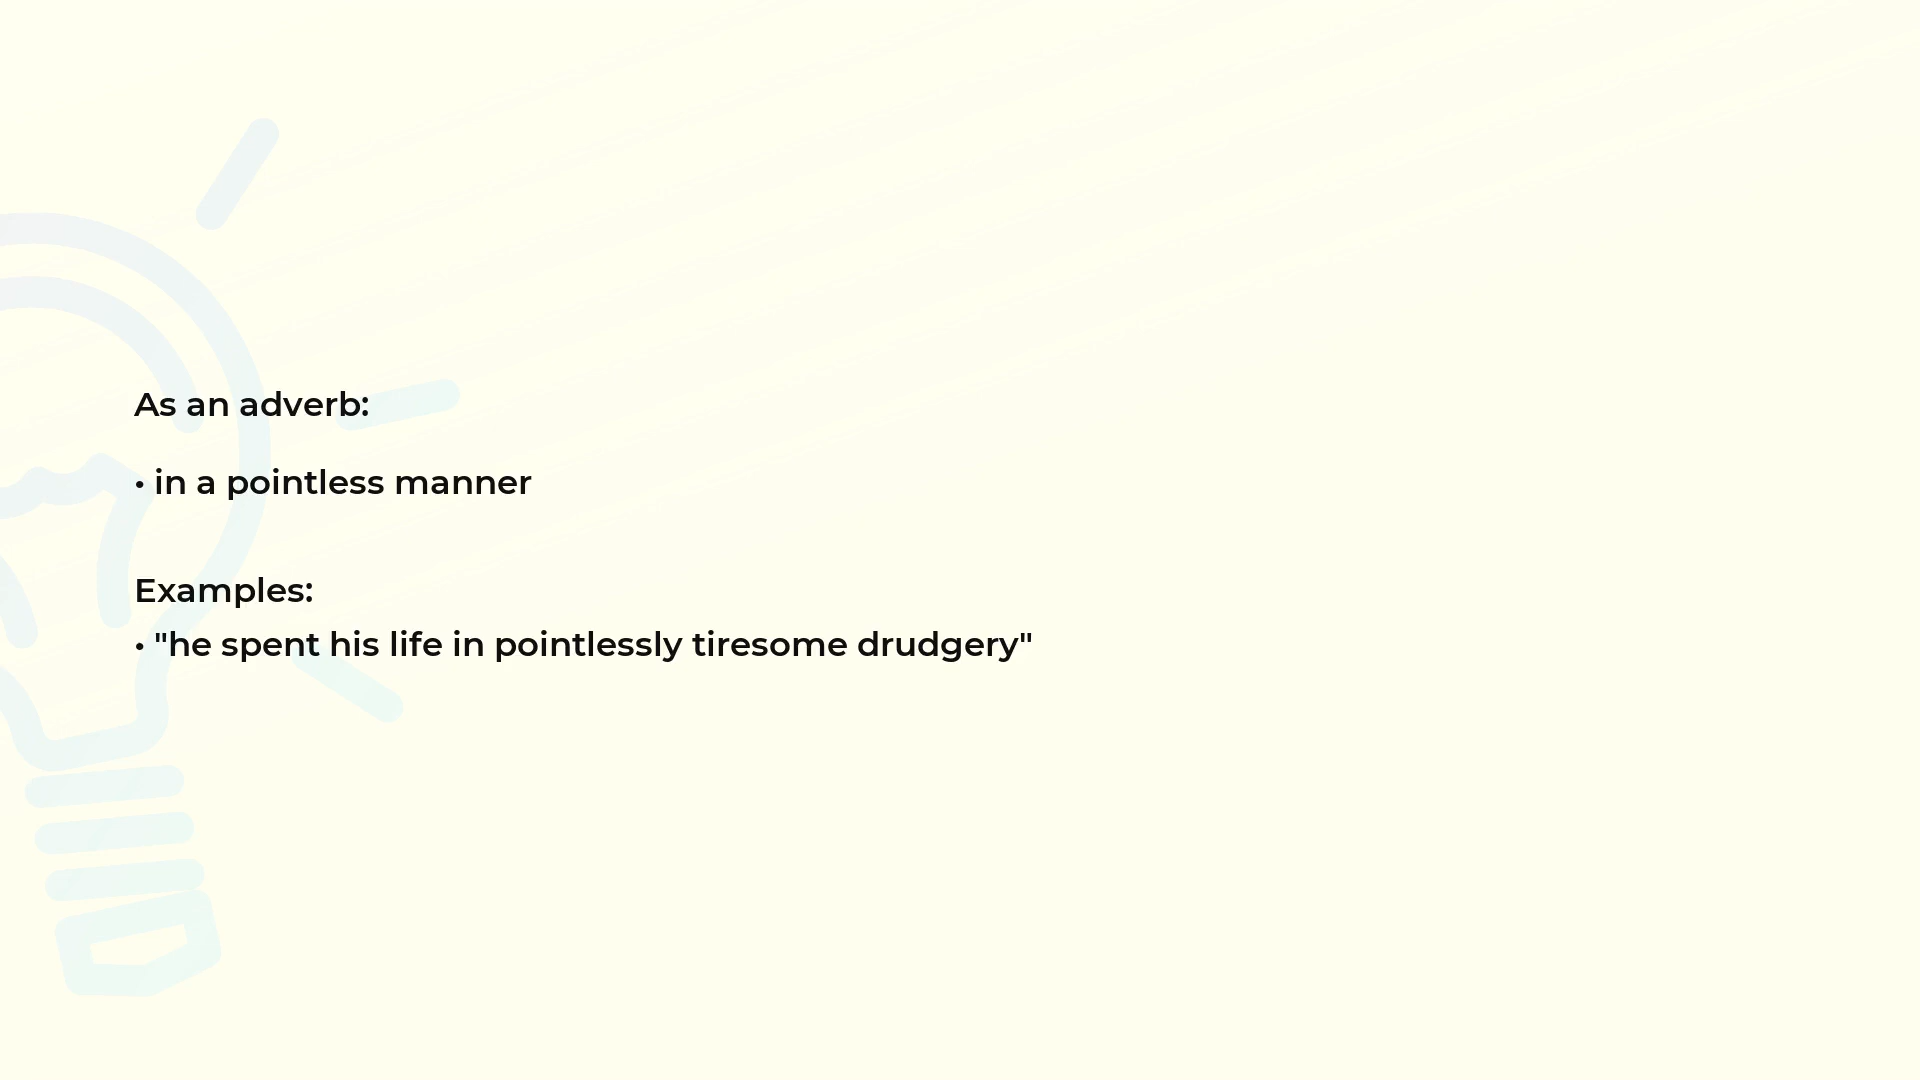 As an adverb:
• in a pointless manner
Examples:
• "he spent his life in pointlessly tiresome drudgery"